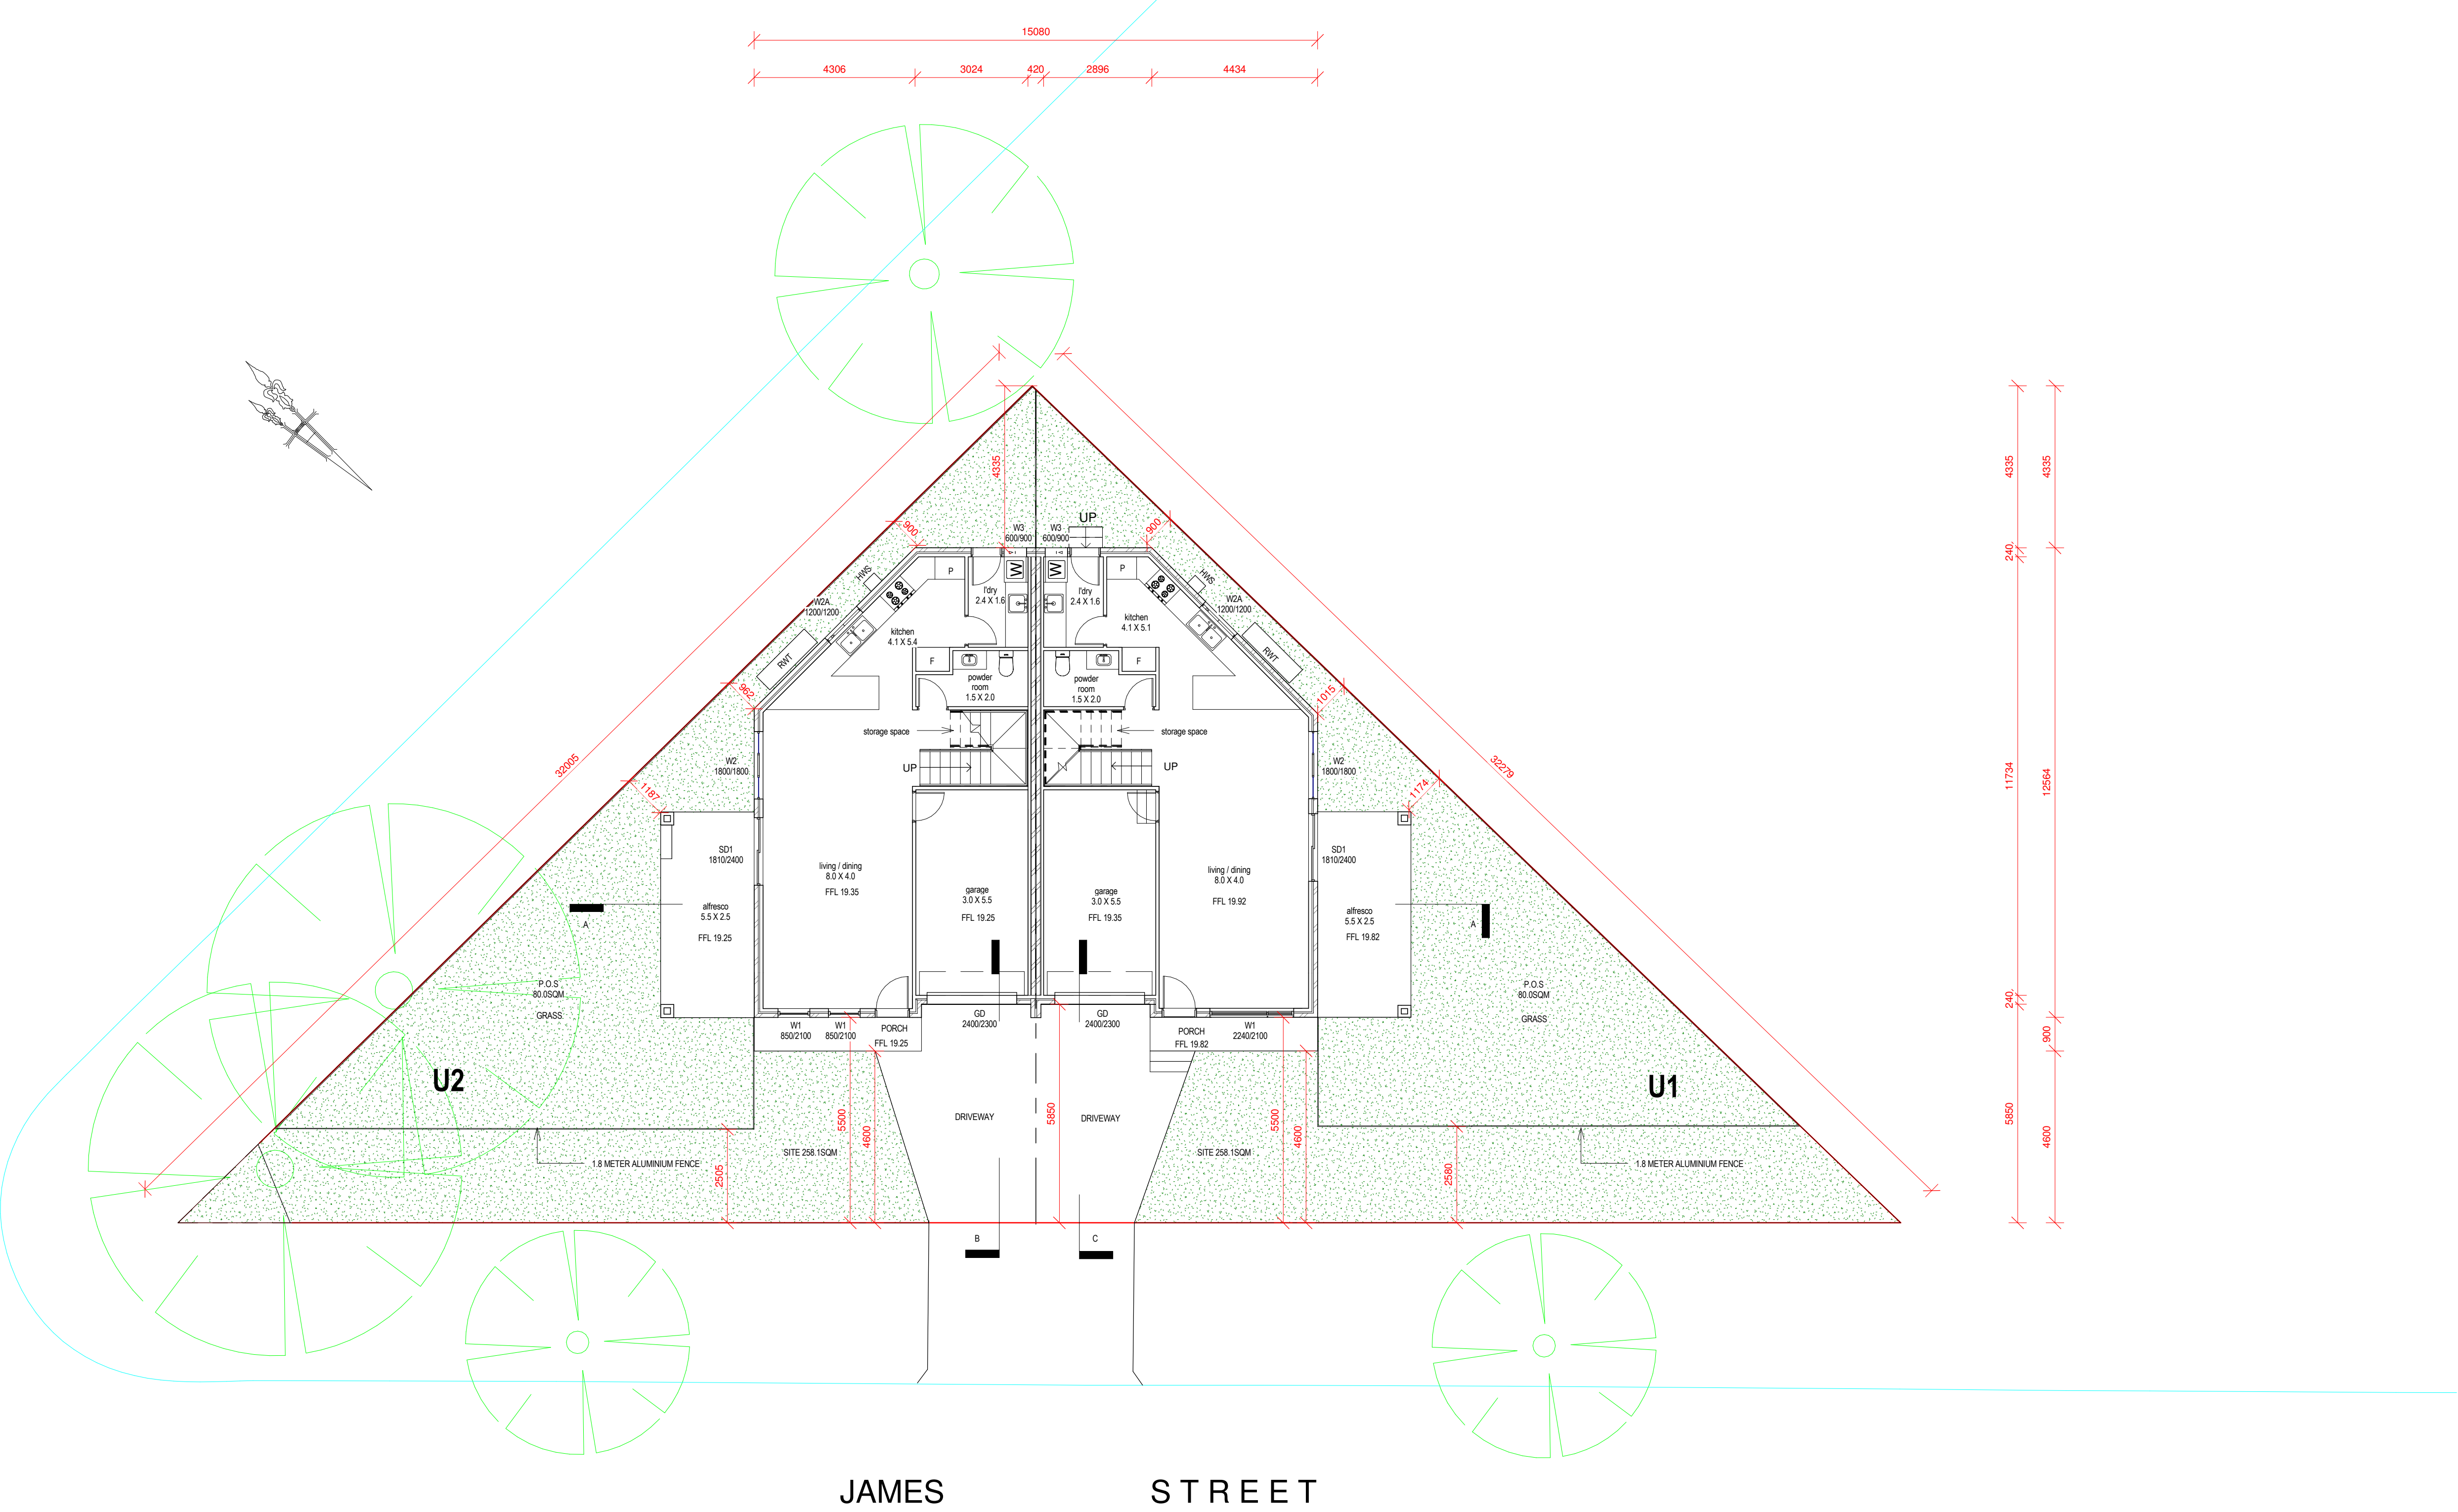 15080
4306 3024 420 2896 4434
4335
4335
4335
900
900
UP
W3
600/900
W3
600/900
240
240
HWS
HWS
P
P
W
W
l'dry
2.4 X 1.6
l'dry
2.4 X 1.6
W2A
1200/1200
W2A
1200/1200
kitchen
4.1 X 5.4
kitchen
4.1 X 5.1
RWT
RWT
F
F
powder
room
1.5 X 2.0
powder
room
1.5 X 2.0
962
1015
storage space
storage space
32005
32279
W2
1800/1800
W2
1800/1800
UP
UP
1187
1174
11734
12564
SD1
1810/2400
SD1
1810/2400
living / dining
8.0 X 4.0
FFL 19.35
living / dining
8.0 X 4.0
FFL 19.92
garage
3.0 X 5.5
FFL 19.25
garage
3.0 X 5.5
FFL 19.35
alfresco
5.5 X 2.5
FFL 19.25
alfresco
5.5 X 2.5
FFL 19.82
A
A
P.O.S
80.0SQM
GRASS
P.O.S
80.0SQM
GRASS
240
900
W1
850/2100
W1
850/2100
PORCH
FFL 19.25
GD
2400/2300
GD
2400/2300
PORCH
FFL 19.82
W1
2240/2100
U2
U1
5500
4600
5850
5500
4600
5850
4600
DRIVEWAY
DRIVEWAY
SITE 258.1SQM
SITE 258.1SQM
1.8 METER ALUMINIUM FENCE
1.8 METER ALUMINIUM FENCE
2505
2580
B
C
JAMES STREET